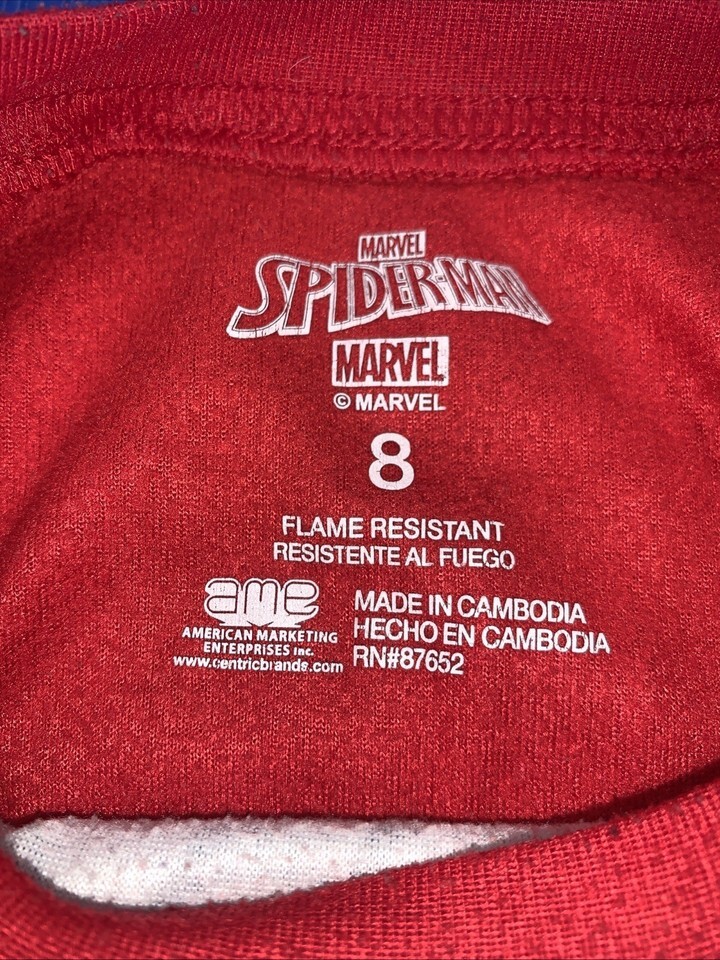 MARVEL
SPIDER-MAN
MARVEL
© MARVEL
8
FLAME RESISTANT
RESISTENTE AL FUEGO
ame
AMERICAN MARKETING
ENTERPRISES Inc.
www.centricbrands.com
MADE IN CAMBODIA
HECHO EN CAMBODIA
RN#87652